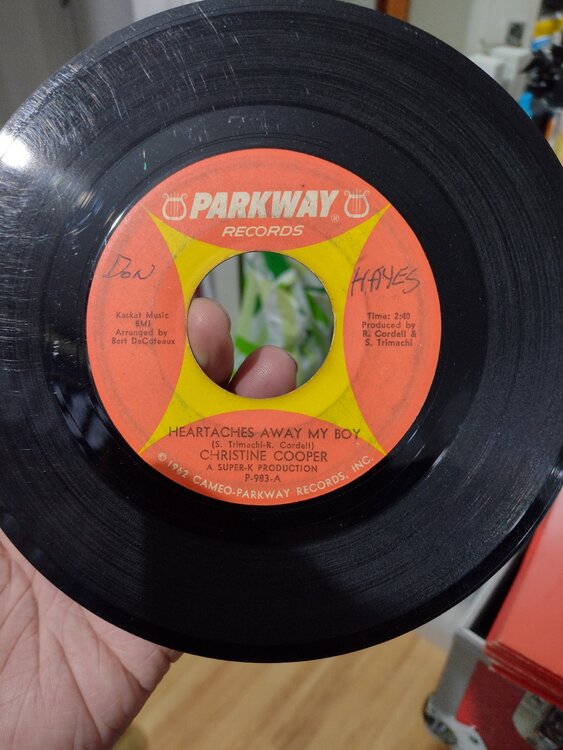 PARKWAY ®
RECORDS
Don
HAYES
Kaskat Music
BMI
Arranged by
Bert DeCoteaux
Time: 2:40
Produced by
R. Cordell &
S. Trimachi
HEARTACHES AWAY MY BOY
(S. Trimachi-R. Cordell)
CHRISTINE COOPER
A SUPER-K PRODUCTION
P-983-A
© 1962 CAMEO-PARKWAY RECORDS, INC.